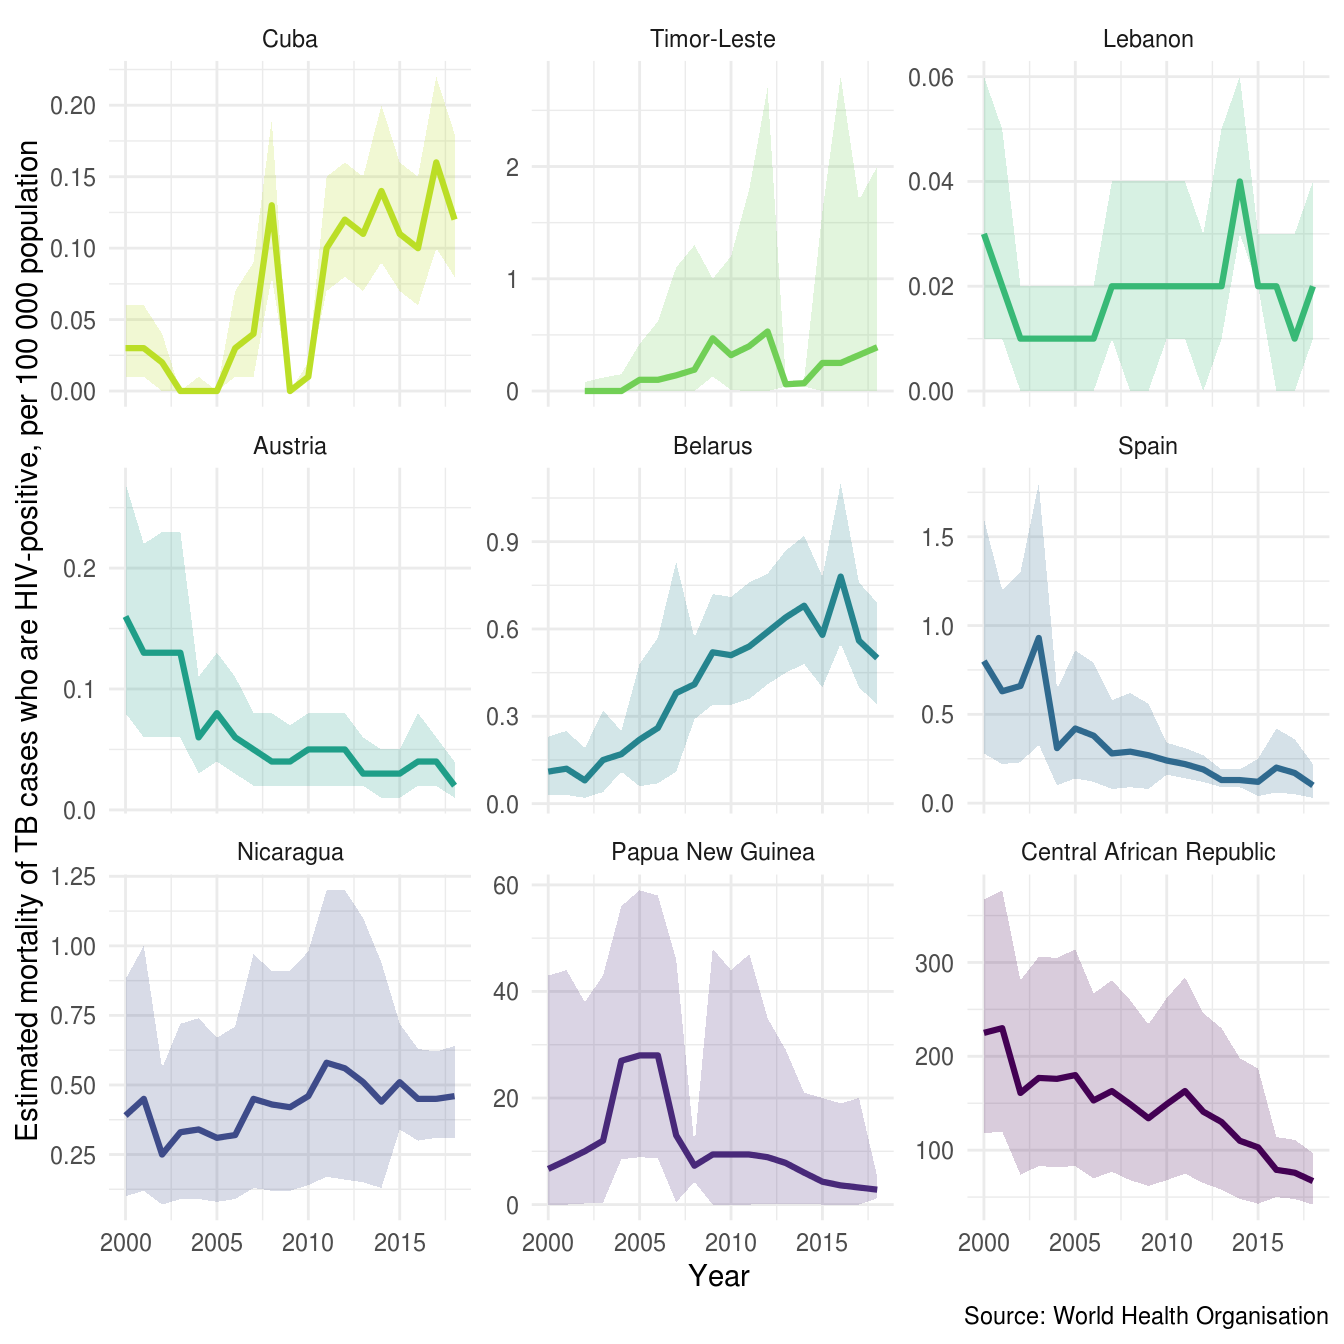 Cuba
Timor-Leste
Lebanon
0.20
0.15
0.10
0.05
0.00
2
1
0
0.06
0.04
0.02
0.00
Austria
Belarus
Spain
0.2
0.1
0.0
0.9
0.6
0.3
0.0
1.5
1.0
0.5
0.0
Nicaragua
Papua New Guinea
Central African Republic
1.25
1.00
0.75
0.50
0.25
60
40
20
0
300
200
100
2000 2005 2010 2015
2000 2005 2010 2015
2000 2005 2010 2015
Estimated mortality of TB cases who are HIV-positive, per 100 000 population
Year
Source: World Health Organisation